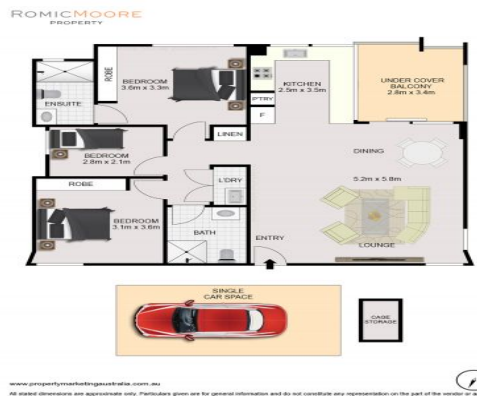 ROMICMOORE
PROPERTY
ROBE
BEDROOM
3.6m x 3.3m
KITCHEN
2.5m x 3.5m
UNDER COVER
BALCONY
2.8m x 3.4m
ENSUITE
PTRY
F
LINEN
BEDROOM
2.8m x 2.1m
DINING
ROBE
L'DRY
5.2m x 5.8m
BEDROOM
3.1m x 3.6m
BATH
ENTRY
LOUNGE
SINGLE
CAR SPACE
CAGE
STORAGE
www.propertymarketingaustralia.com.au
All stated dimensions are approximate only. Particulars given are for general information and do not constitute any representation on the part of the vendor or a